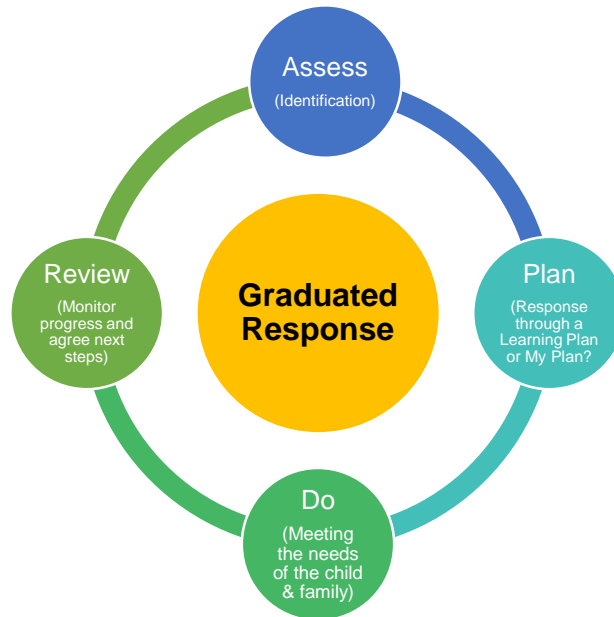 Assess
(Identification)
Review
(Monitor
progress and
agree next
steps)
Graduated
Response
Plan
(Response
through a
Learning Plan
or My Plan?
Do
(Meeting
the needs
of the child
& family)